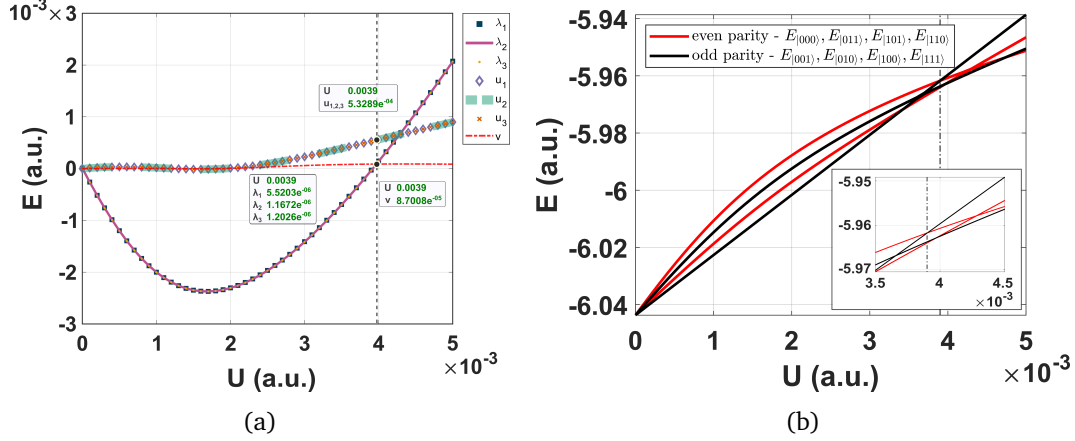 ×10⁻³
E (a.u.)
2
1
0
-1
-2
-3
0 1 2 3 4 5
×10⁻³
U (a.u.)
λ₁
λ₂
λ₃
u₁
u₂
u₃
v
U 0.0039
u₁,₂,₃ 5.3289e⁻⁰⁴
U 0.0039
λ₁ 5.5203e⁻⁰⁶
λ₂ 1.1672e⁻⁰⁶
λ₃ 1.2026e⁻⁰⁶
U 0.0039
v 8.7008e⁻⁰⁵
(a)
E (a.u.)
-5.94
-5.96
-5.98
-6
-6.02
-6.04
0 1 2 3 4 5
×10⁻³
U (a.u.)
even parity - E|000⟩, E|011⟩, E|101⟩, E|110⟩
odd parity - E|001⟩, E|010⟩, E|100⟩, E|111⟩
-5.95
-5.96
-5.97
3.5 4 4.5
×10⁻³
(b)